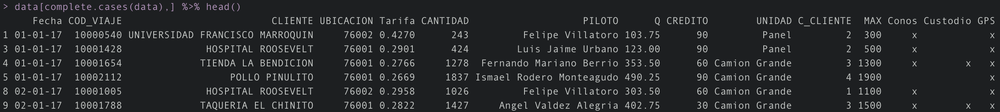 > data[complete.cases(data),] %>% head()
Fecha COD_VIAJE CLIENTE UBICACION Tarifa CANTIDAD PILOTO Q CREDITO UNIDAD C_CLIENTE MAX Conos Custodio GPS
1 01-01-17 10000540 UNIVERSIDAD FRANCISCO MARROQUIN 76002 0.4270 243 Felipe Villatoro 103.75 90 Panel 2 300 x x
3 01-01-17 10001428 HOSPITAL ROOSEVELT 76001 0.2901 424 Luis Jaime Urbano 123.00 90 Panel 2 500 x x
4 01-01-17 10001654 TIENDA LA BENDICION 76001 0.2766 1278 Fernando Mariano Berrio 353.50 60 Camion Grande 3 1300 x x x
5 01-01-17 10002112 POLLO PINULITO 76001 0.2669 1837 Ismael Rodero Monteagudo 490.25 90 Camion Grande 4 1900 x
8 02-01-17 10001005 HOSPITAL ROOSEVELT 76002 0.2958 1026 Felipe Villatoro 303.50 60 Camion Grande 1 1100 x x
9 02-01-17 10001788 TAQUERIA EL CHINITO 76001 0.2822 1427 Angel Valdez Alegria 402.75 30 Camion Grande 3 1500 x x x